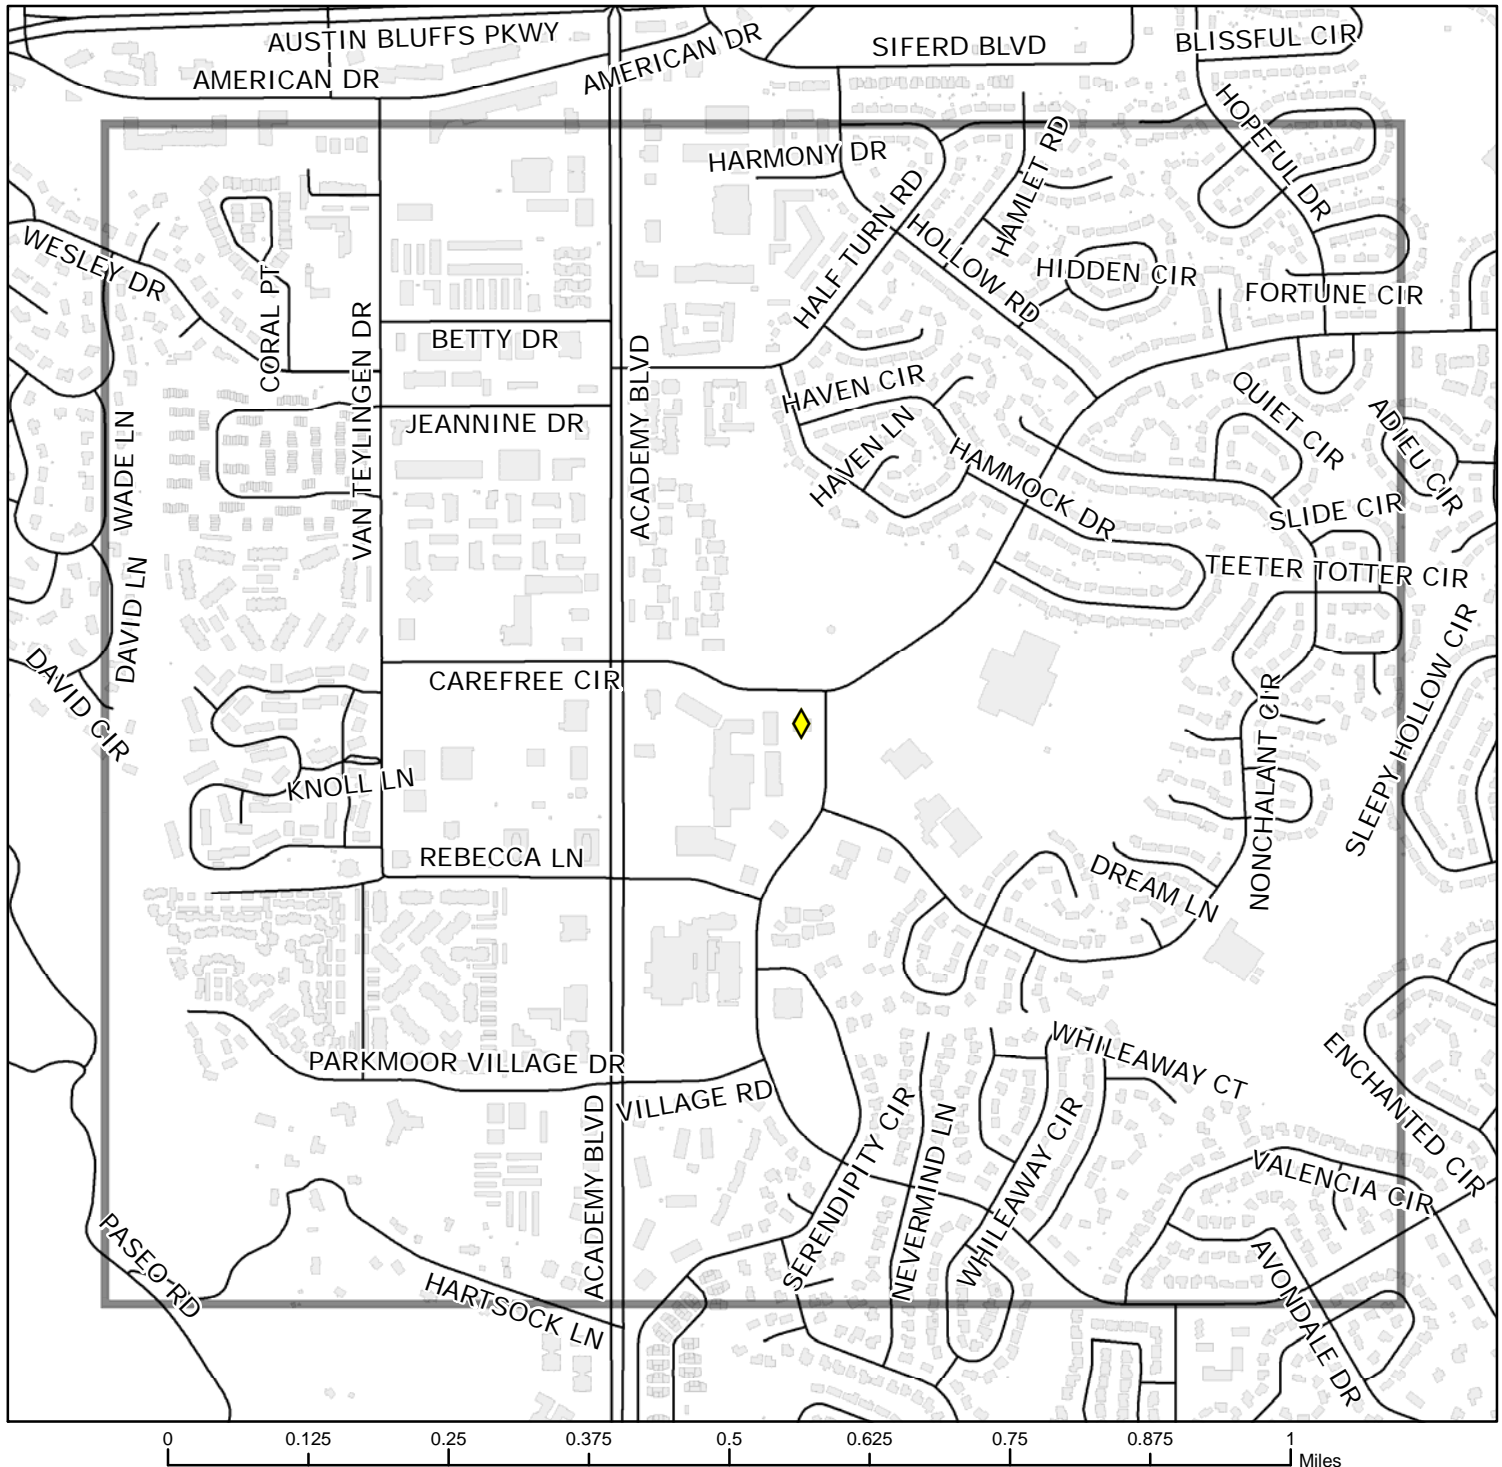 AUSTIN BLUFFS PKWY
AMERICAN DR
AMERICAN DR
SIFERD BLVD
BLISSFUL CIR
HOPEFUL DR
HARMONY DR
HALF TURN RD
HAMLET RD
HOLLOW RD
HIDDEN CIR
FORTUNE CIR
WESLEY DR
CORAL PT
VAN TEYLINGEN DR
BETTY DR
ACADEMY BLVD
HAVEN CIR
QUIET CIR
ADIEU CIR
JEANNINE DR
WADE LN
HAVEN LN
HAMMOCK DR
SLIDE CIR
TEETER TOTTER CIR
DAVID LN
DAVID CIR
CAREFREE CIR
SLEEPY HOLLOW CIR
NONCHALANT CIR
KNOLL LN
REBECCA LN
DREAM LN
PARKMOOR VILLAGE DR
VILLAGE RD
WHILEAWAY CT
ENCHANTED CIR
ACADEMY BLVD
SERENDIPITY CIR
NEVERMIND LN
WHILEAWAY CIR
VALENCIA CIR
PASEO RD
HARTSOCK LN
AVONDALE DR
0 0.125 0.25 0.375 0.5 0.625 0.75 0.875 1
Miles